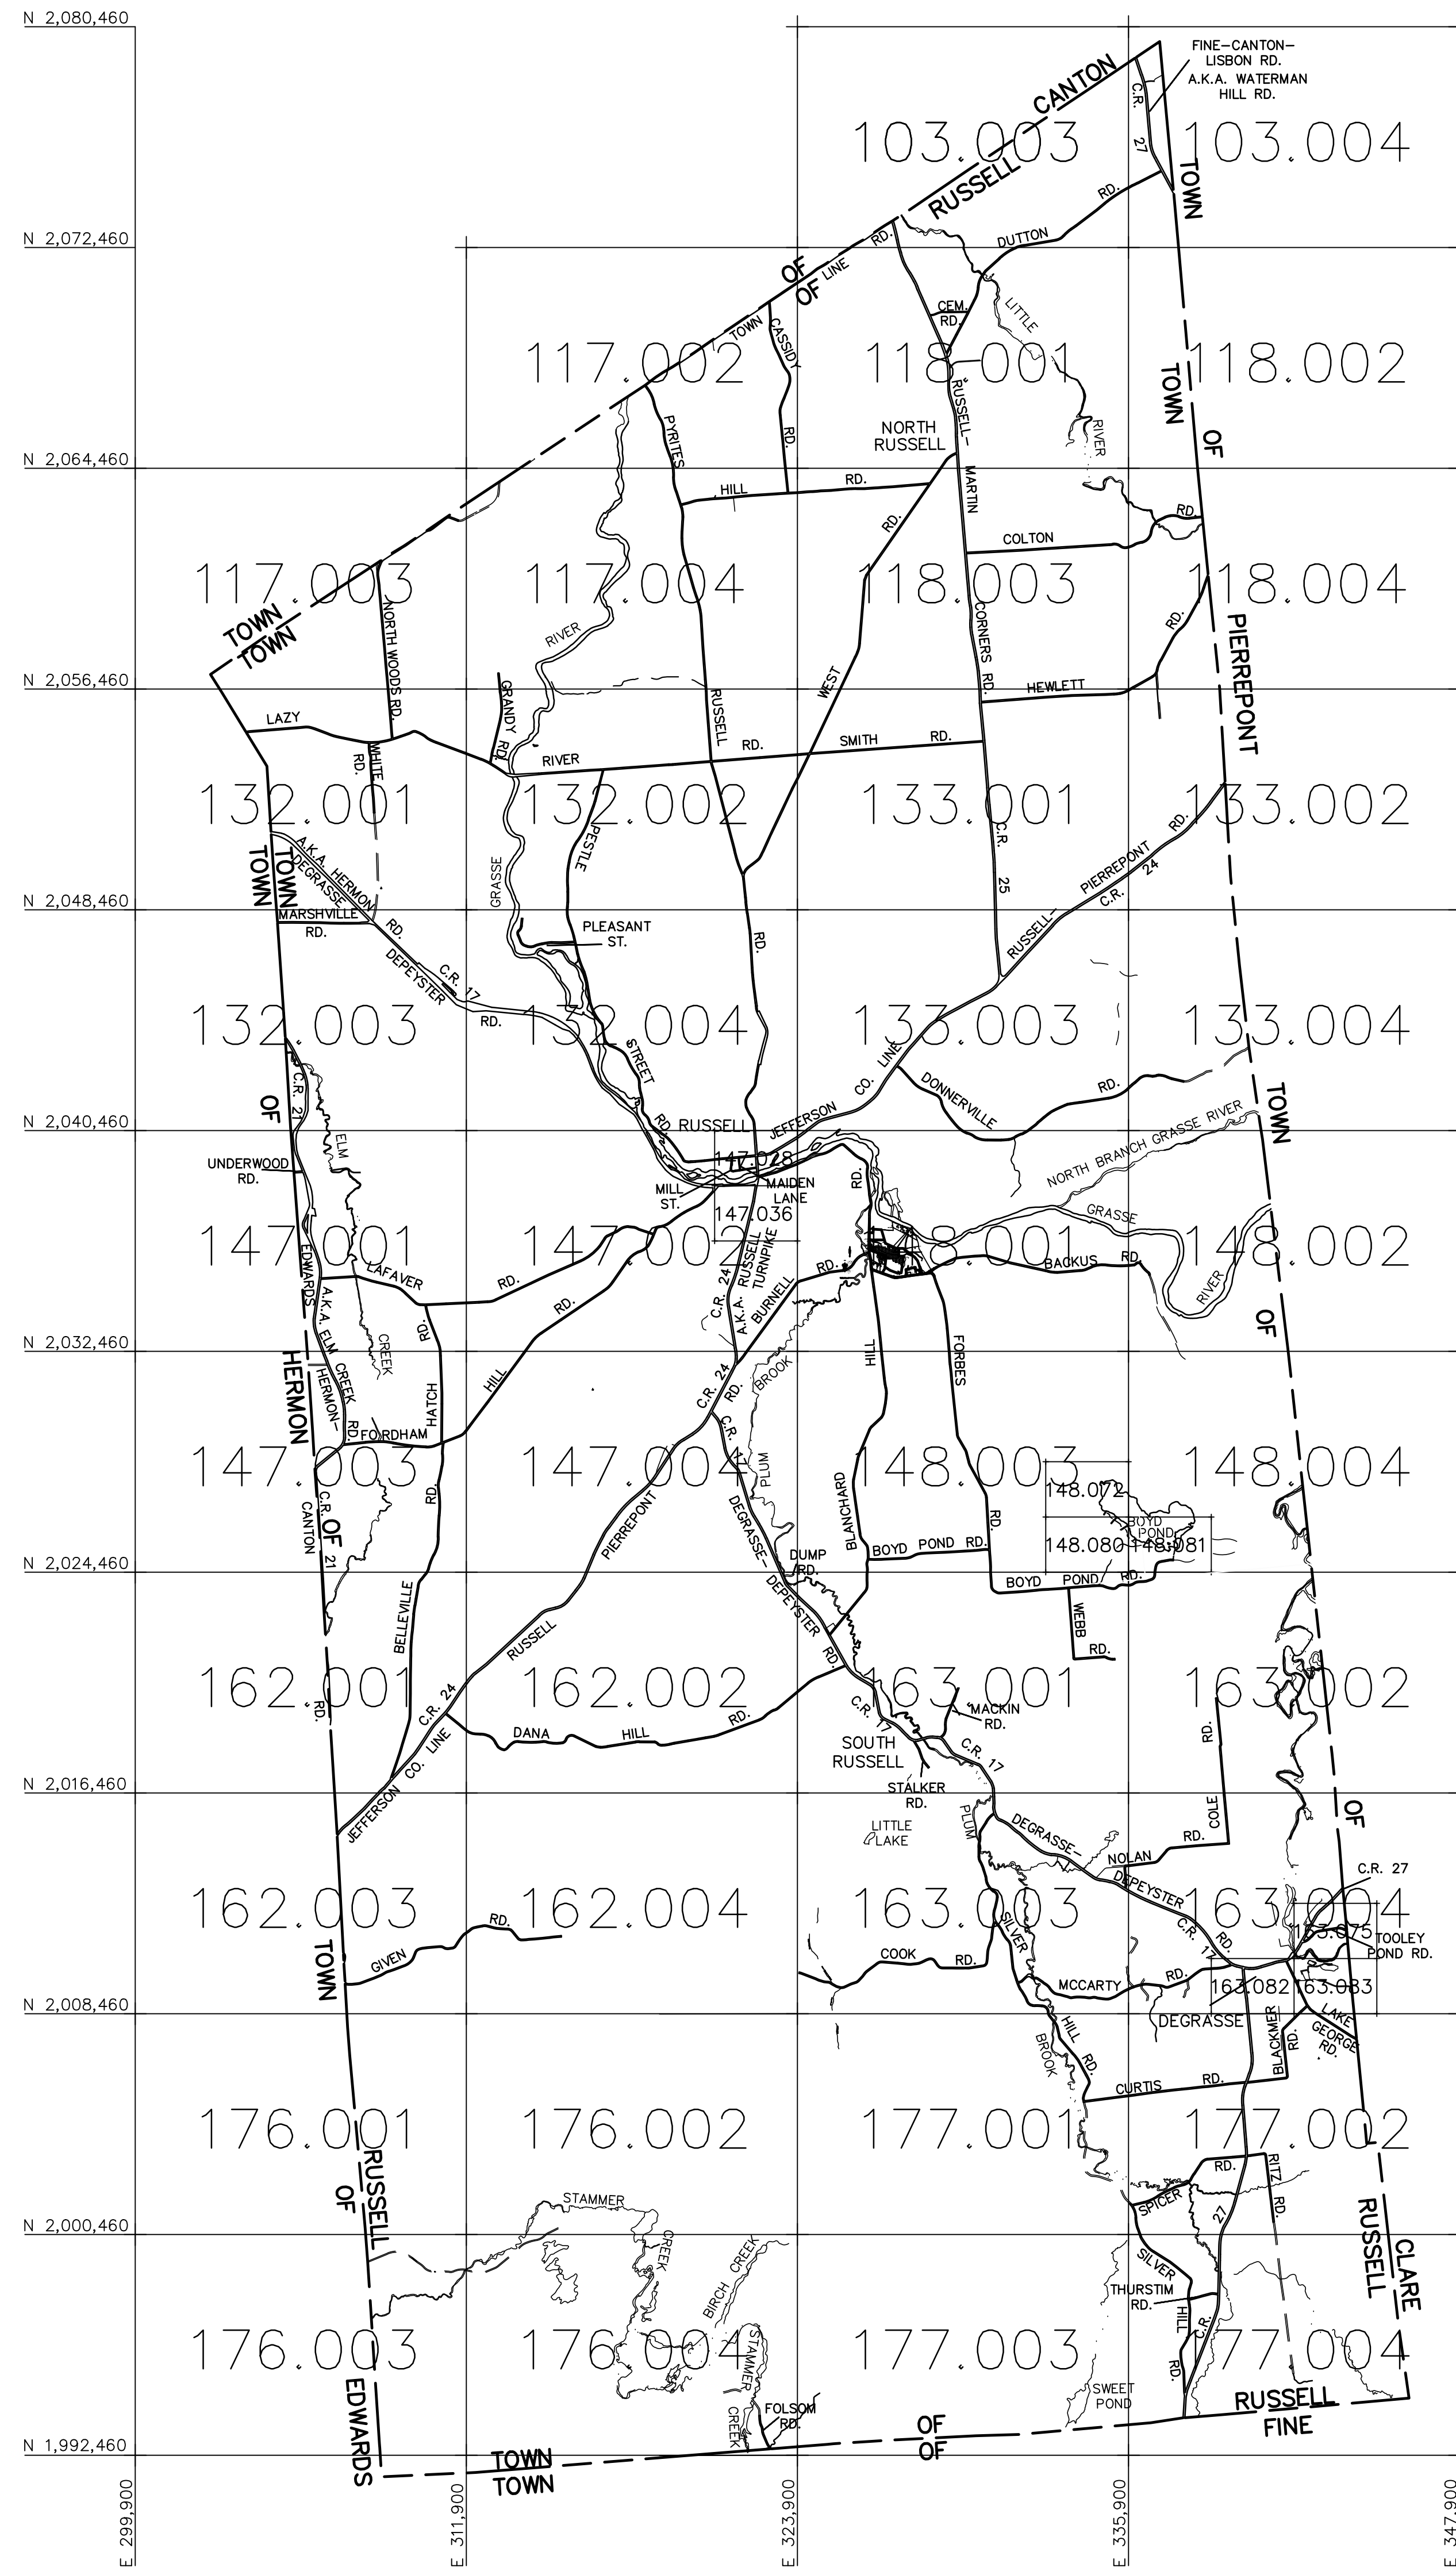 N 2,080,460
FINE–CANTON–
LISBON RD.
A.K.A. WATERMAN
HILL RD.
CANTON
C.R.
27
103.003
103.004
RUSSELL
TOWN
RD.
N 2,072,460
RD.
DUTTON
OF
OF
LINE
LITTLE
CEM.
RD.
TOWN
CASSIDY
117.002
118.001
118.002
TOWN
RUSSELL–
PYRITES
RD.
NORTH
RUSSELL
RIVER
OF
N 2,064,460
MARTIN
HILL
RD.
RD.
RD.
COLTON
117.003
117.004
118.003
118.004
TOWN
TOWN
NORTH WOODS RD.
RIVER
CORNERS RD.
RD.
PIERREPONT
N 2,056,460
GRANDY RD.
RUSSELL
WEST
HEWLETT
LAZY
WHITE
RD.
RIVER
RD.
SMITH
RD.
132.001
132.002
133.001
133.002
A.K.A. HERMON
DEGRASSE
TOWN
TOWN
PESTLE
C.R.
25
RD.
PIERREPONT
24
C.R.
GRASSE
N 2,048,460
MARSHVILLE
RD.
RD.
PLEASANT
ST.
RD.
RUSSELL–
DEPEYSTER
C.R. 17
RD.
132.003
132.004
133.003
133.004
STREET
CO. LINE
C.R. 21
DONNERVILLE
RD.
OF
TOWN
N 2,040,460
ELM
RD.
RUSSELL
JEFFERSON
NORTH BRANCH GRASSE RIVER
UNDERWOOD
RD.
147.028
MILL
ST.
MAIDEN
LANE
RD.
147.036
GRASSE
147.001
147.002
148.001
148.002
EDWARDS
LAFAVER
RD.
C.R. 24
A.K.A. RUSSELL
TURNPIKE
BURNELL
RD.
BACKUS
RD.
RIVER
A.K.A. ELM CREEK
RD.
RD.
CREEK
OF
N 2,032,460
HERMON
HERMON–
RD.
HATCH
HILL
C.R. 24
RD.
BROOK
HILL
FORBES
FORDHAM
C.R. 17
147.003
147.004
148.003
148.004
C.R.
CANTON
OF
21
RD.
PLUM
BLANCHARD
148.072
DEGRASSE–
RD.
BOYD
POND
PIERREPONT
148.080
148.081
DUMP
RD.
BOYD POND RD.
N 2,024,460
BOYD POND RD.
BELLEVILLE
DEPEYSTER
RD.
WEBB
RD.
RUSSELL
162.001
162.002
163.001
163.002
RD.
C.R. 24
C.R. 17
MACKIN
RD.
DANA
HILL
RD.
SOUTH
RUSSELL
C.R. 17
RD.
CO. LINE
N 2,016,460
JEFFERSON
STALKER
RD.
LITTLE
LAKE
PLUM
COLE
OF
DEGRASSE–
RD.
NOLAN
C.R. 27
DEPEYSTER
162.003
162.004
163.003
163.004
RD.
SILVER
C.R. 17
RD.
163.075
TOOLEY
POND RD.
GIVEN
TOWN
COOK
RD.
MCCARTY
RD.
163.082
163.083
N 2,008,460
DEGRASSE
HILL
RD.
BROOK
BLACKMER
RD.
LAKE
GEORGE
RD.
CURTIS
RD.
176.001
176.002
177.001
177.002
RUSSELL
OF
RD.
RITZ
RD.
STAMMER
SPICER
N 2,000,460
27
CREEK
BIRCH CREEK
SILVER
CLARE
RUSSELL
THURSTIM
RD.
HILL
C.R.
176.003
176.004
177.003
177.004
STAMMER
RD.
EDWARDS
SWEET
POND
RUSSELL
FINE
CREEK
FOLSOM
RD.
OF
OF
N 1,992,460
TOWN
TOWN
E 299,900
E 311,900
E 323,900
E 335,900
E 347,900